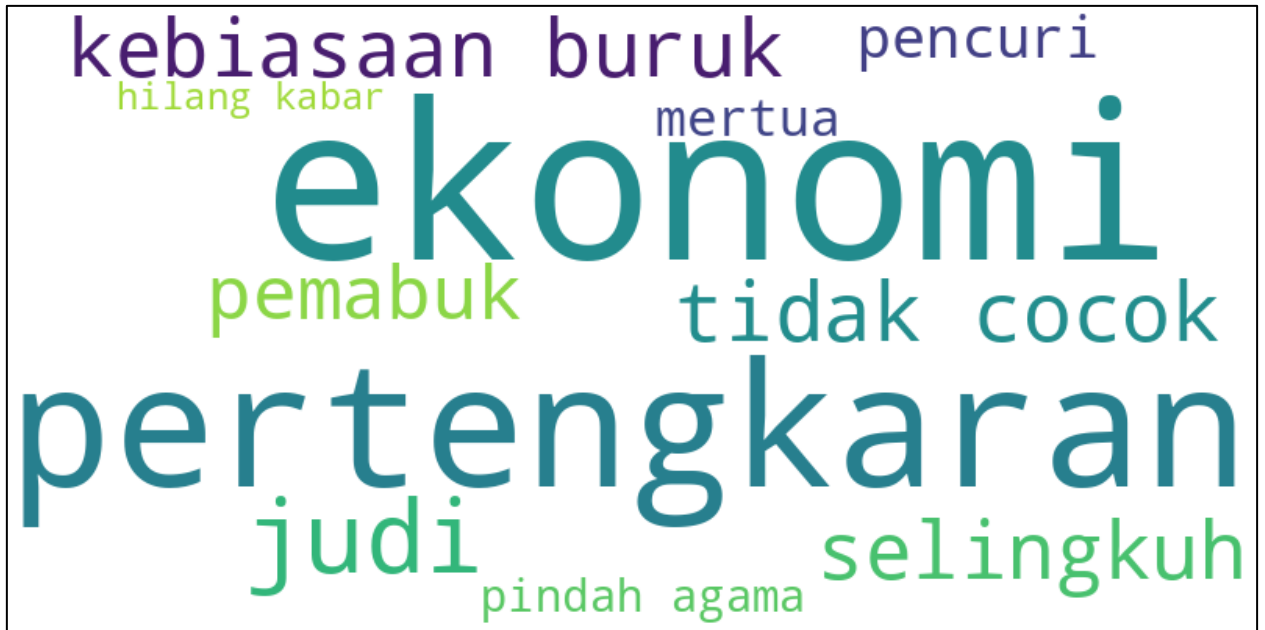 kebiasaan buruk
pencuri
hilang kabar
mertua
ekonomi
pemabuk
tidak cocok
pertengkaran
judi
selingkuh
pindah agama